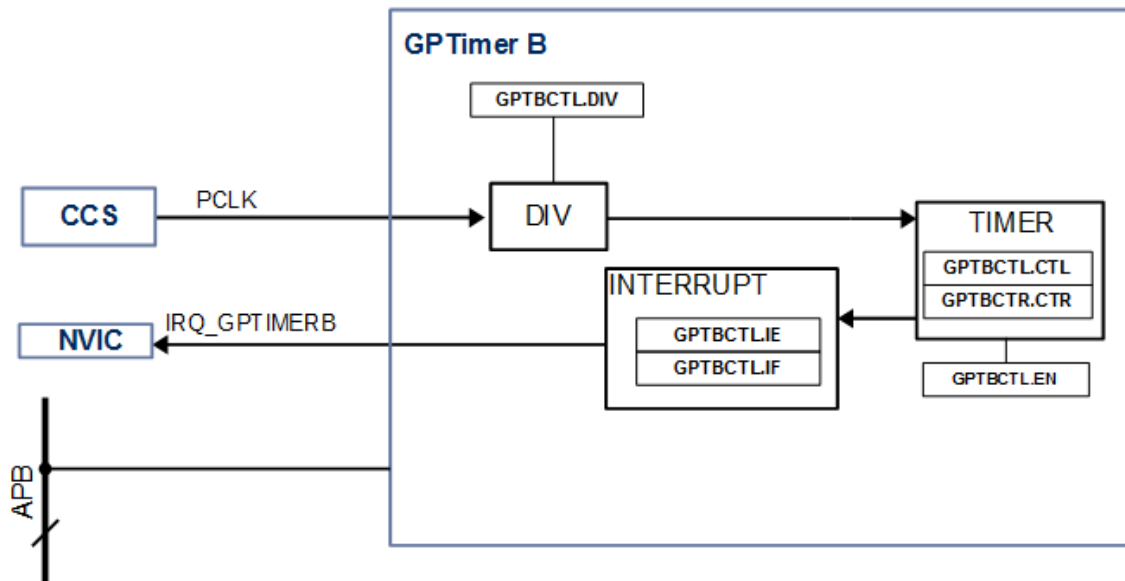 GPTimer B
GPTBCTL.DIV
CCS
PCLK
DIV
TIMER
GPTBCTL.CTL
GPTBCTR.CTR
INTERRUPT
GPTBCTL.IE
GPTBCTL.IF
NVIC
IRQ_GPTIMERB
GPTBCTL.EN
APB